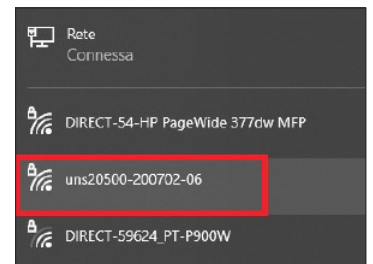 Rete
Connessa
DIRECT-54-HP PageWide 377dw MFP
uns20500-200702-06
DIRECT-59624_PT-P900W